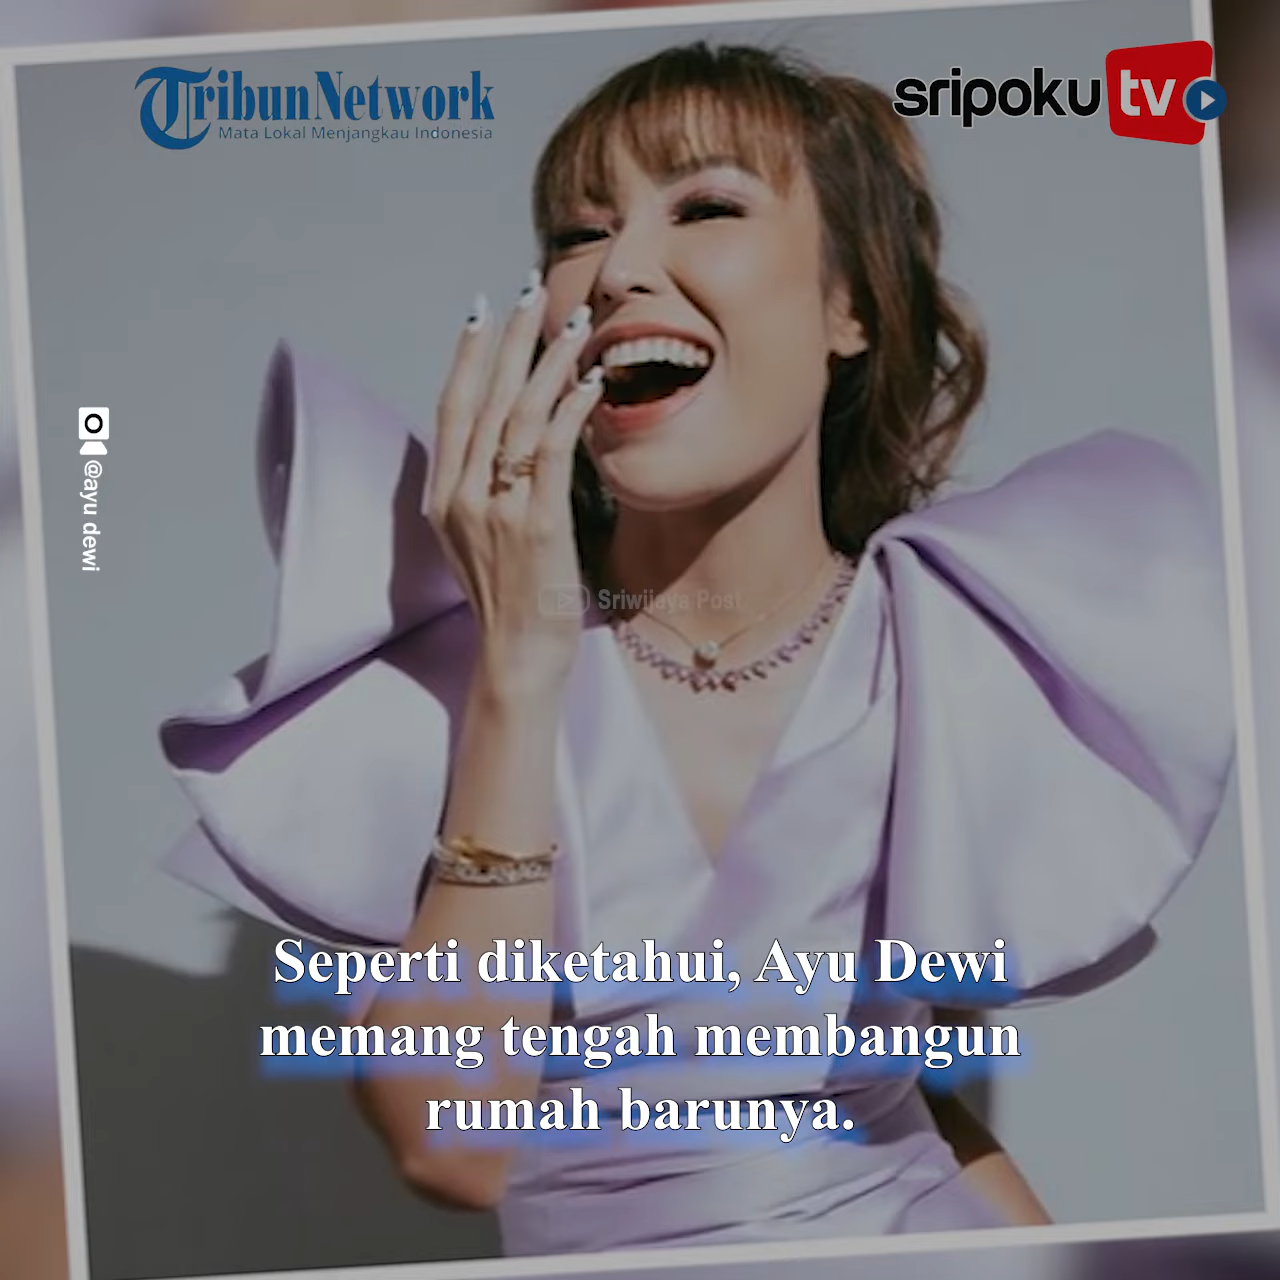 TribunNetwork
Mata Lokal Menjangkau Indonesia
sripoku tv
@ayu dewi
Sriwijaya Post
Seperti diketahui, Ayu Dewi
memang tengah membangun
rumah barunya.